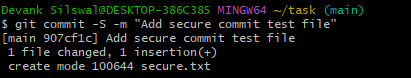 Devank Silswal@DESKTOP-386C385 MINGW64 ~/task (main)
$ git commit -S -m "Add secure commit test file"
[main 907cf1c] Add secure commit test file
 1 file changed, 1 insertion(+)
 create mode 100644 secure.txt